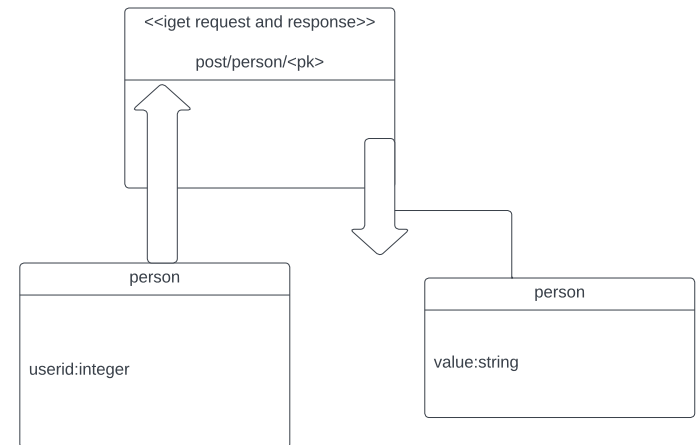 <<iget request and response>>
post/person/<pk>
person
userid:integer
person
value:string